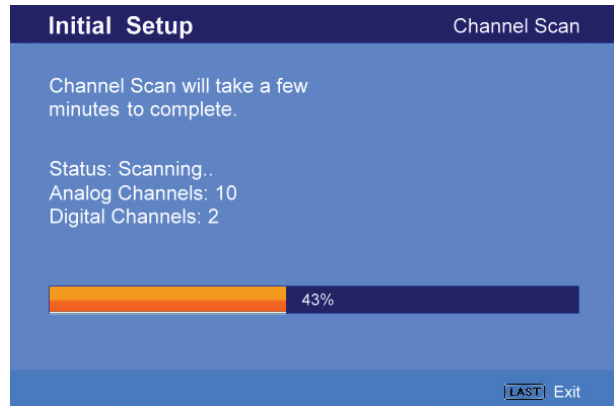 Initial Setup
Channel Scan
Channel Scan will take a few
minutes to complete.
Status: Scanning..
Analog Channels: 10
Digital Channels: 2
43%
LAST Exit